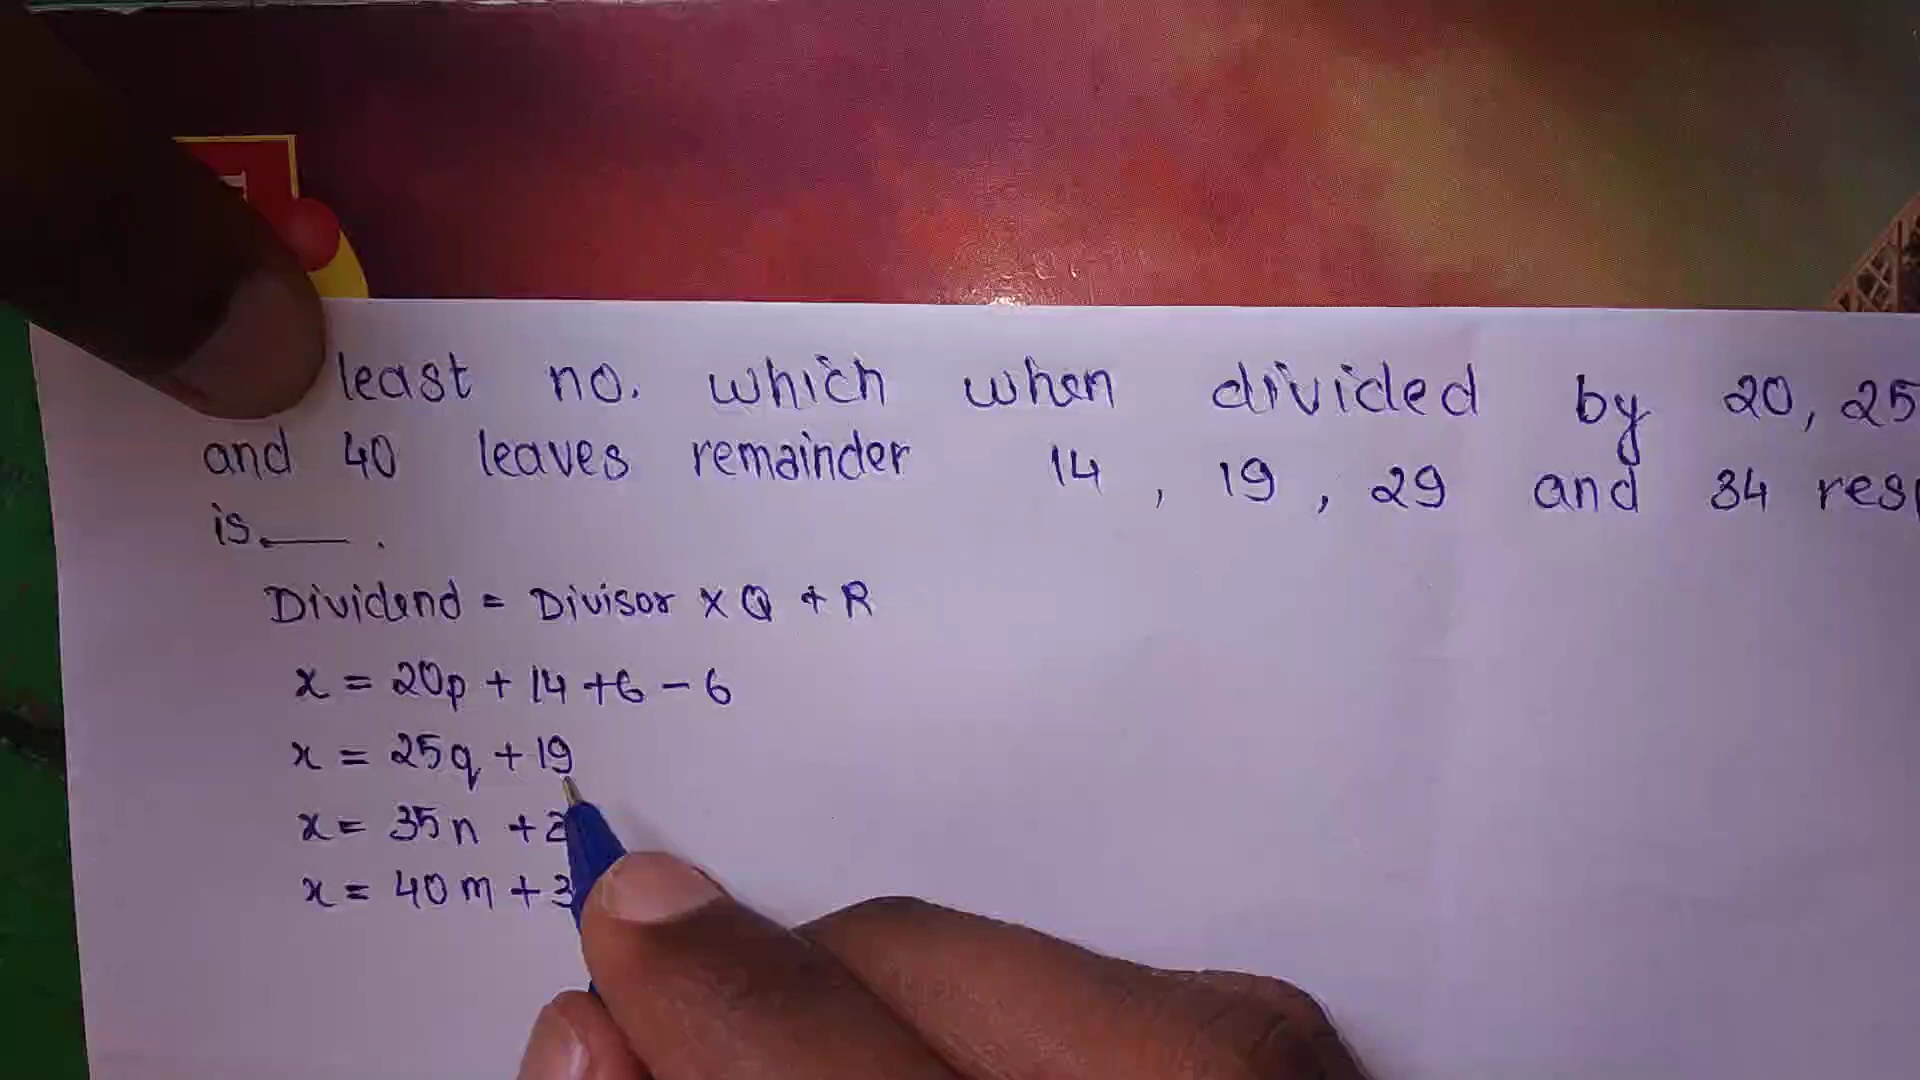 least no. which when divided by 20, 25
and 40 leaves remainder 14, 19, 29 and 34
is ___.
Dividend = Divisor × Q + R
x = 20p + 14 + 6 - 6
x = 25q + 19
x = 35n + 2
x = 40m + 3